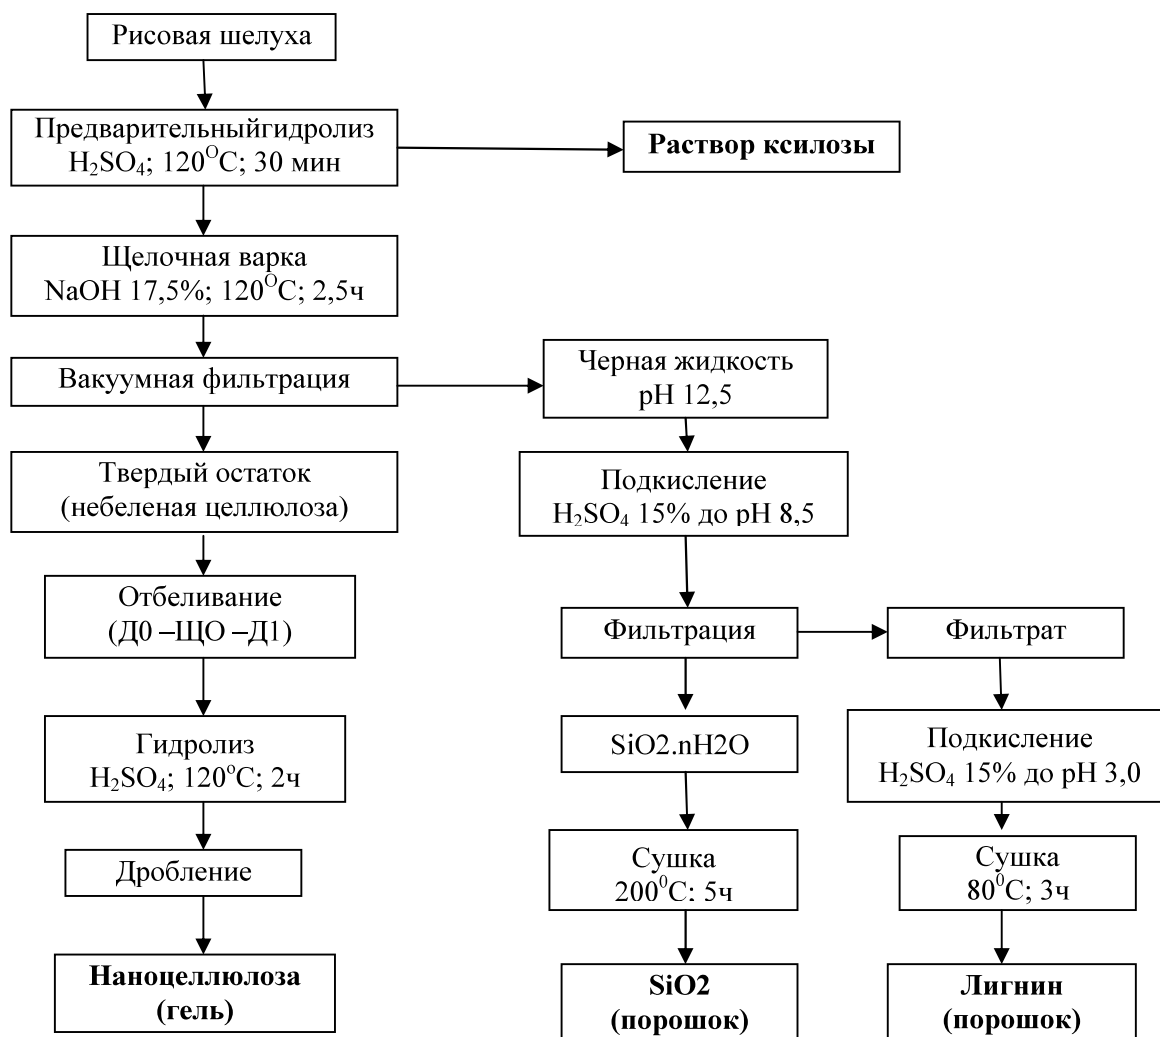 Рисовая шелуха
Предварительныйгидролиз
H₂SO₄; 120ᴼC; 30 мин
Раствор ксилозы
Щелочная варка
NaOH 17,5%; 120ᴼC; 2,5ч
Вакуумная фильтрация
Черная жидкость
pH 12,5
Твердый остаток
(небеленая целлюлоза)
Подкисление
H₂SO₄ 15% до pH 8,5
Отбеливание
(Д0 –ЩО –Д1)
Фильтрация
Фильтрат
Гидролиз
H₂SO₄; 120ᵒC; 2ч
SiO2.nH2O
Подкисление
H₂SO₄ 15% до pH 3,0
Дробление
Сушка
200⁰C; 5ч
Сушка
80⁰C; 3ч
Наноцеллюлоза
(гель)
SiO2
(порошок)
Лигнин
(порошок)